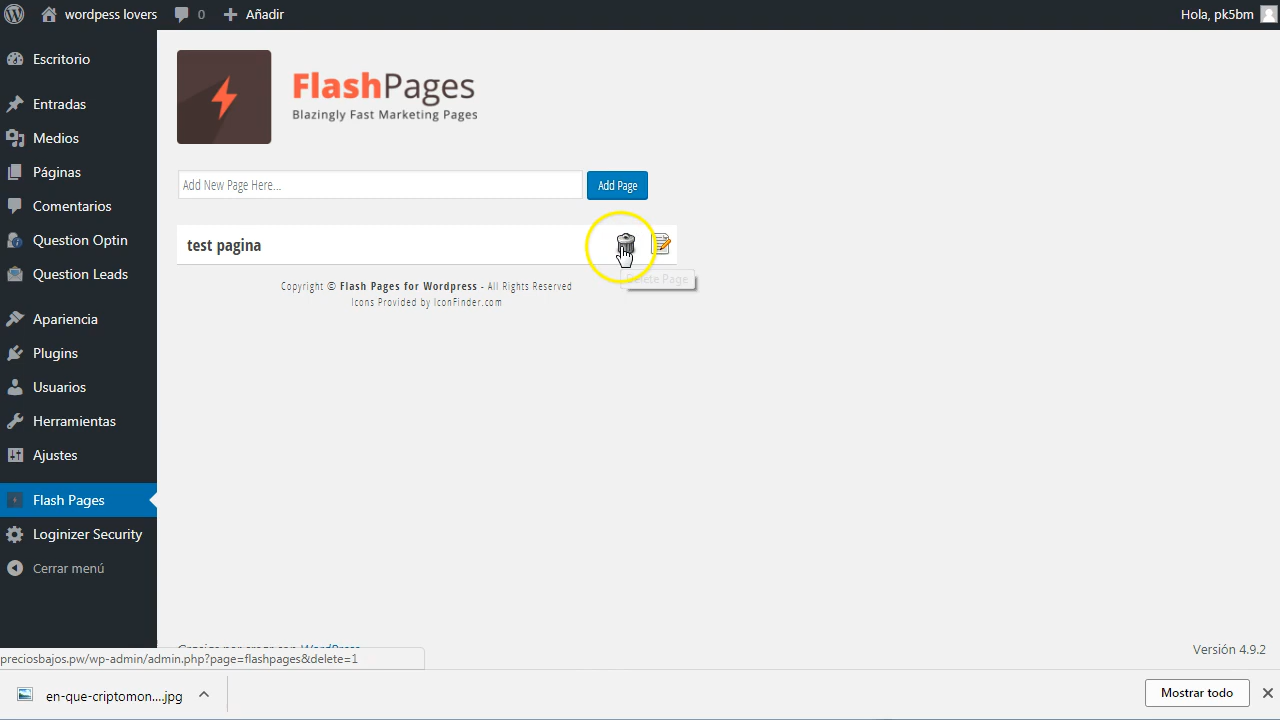 wordpess lovers 0 Añadir Hola, pk5bm
Escritorio
Entradas
Medios
Páginas
Comentarios
Question Optin
Question Leads
Apariencia
Plugins
Usuarios
Herramientas
Ajustes
Flash Pages
Loginizer Security
Cerrar menú
FlashPages
Blazingly Fast Marketing Pages
Add New Page Here... Add Page
test pagina
Delete Page
Copyright © Flash Pages for Wordpress - All Rights Reserved
Icons Provided by IconFinder.com
Versión 4.9.2
preciosbajos.pw/wp-admin/admin.php?page=flashpages&delete=1
en-que-criptomon....jpg Mostrar todo